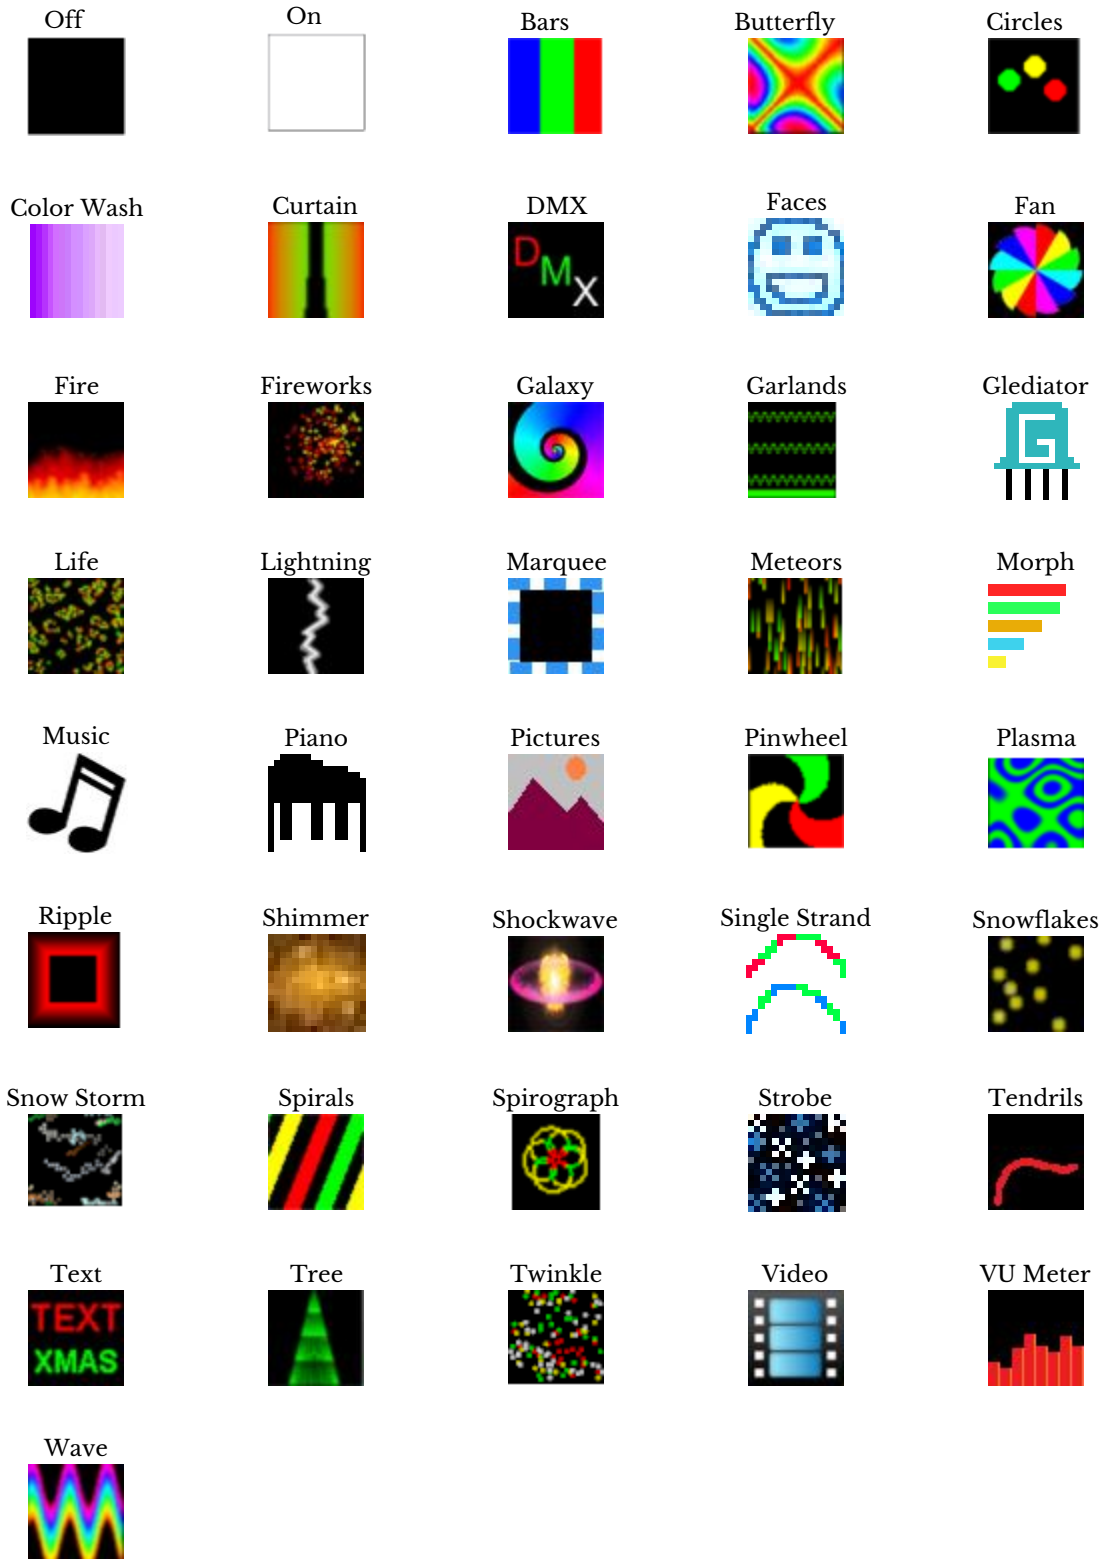 Off On Bars Butterfly Circles
Color Wash Curtain DMX Faces Fan
D
M
X
Fire Fireworks Galaxy Garlands Glediator
G
Life Lightning Marquee Meteors Morph
Music Piano Pictures Pinwheel Plasma
Ripple Shimmer Shockwave Single Strand Snowflakes
Snow Storm Spirals Spirograph Strobe Tendrils
Text Tree Twinkle Video VU Meter
TEXT
XMAS
Wave